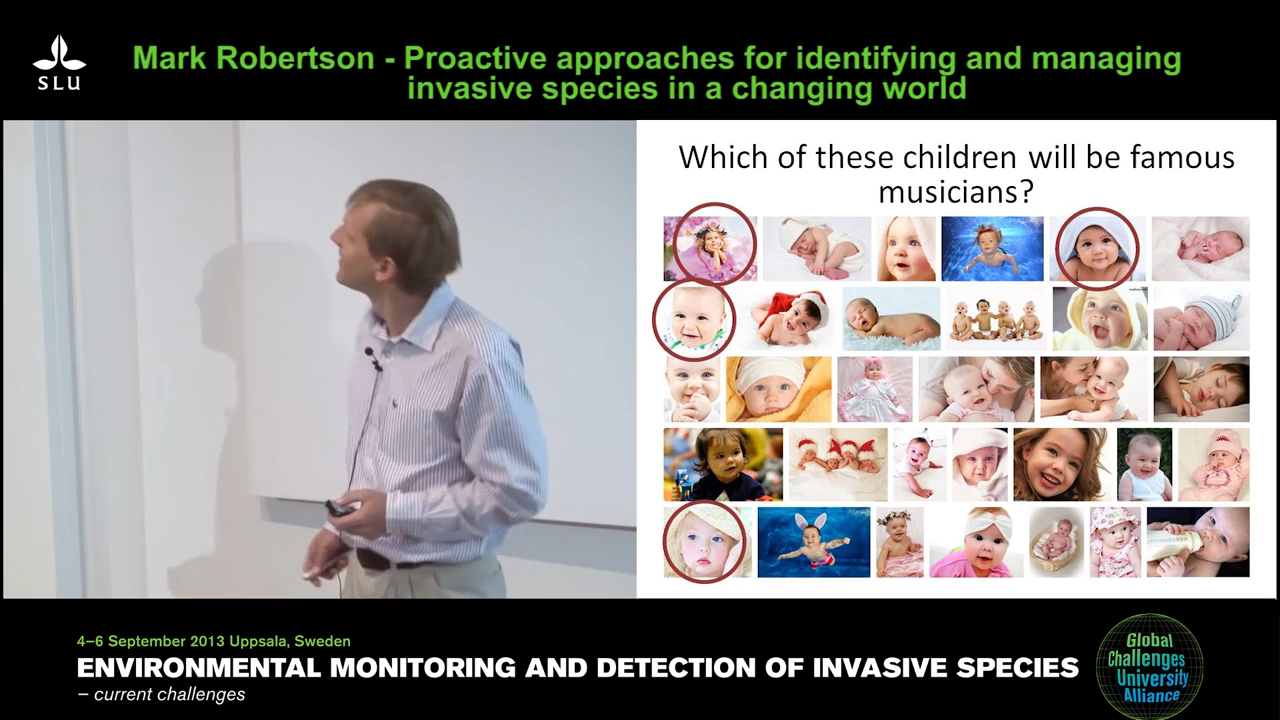 SLU
Mark Robertson - Proactive approaches for identifying and managing
invasive species in a changing world
Which of these children will be famous
musicians?
4–6 September 2013 Uppsala, Sweden
ENVIRONMENTAL MONITORING AND DETECTION OF INVASIVE SPECIES
– current challenges
Global
Challenges
University
Alliance